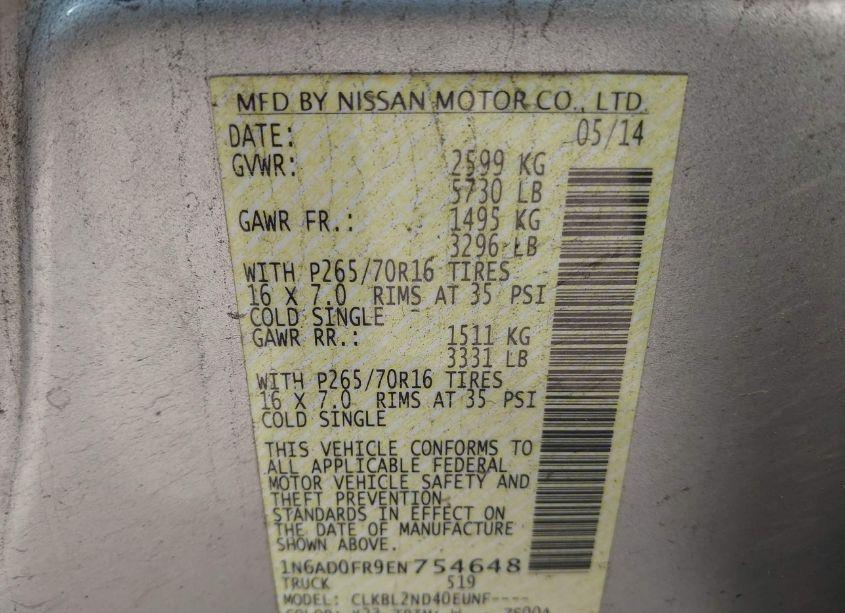 MFD BY NISSAN MOTOR CO., LTD.
DATE: 05/14
GVWR: 2599 KG
5730 LB
GAWR FR.: 1495 KG
3296 LB
WITH P265/70R16 TIRES
16 X 7.0 RIMS AT 35 PSI
COLD SINGLE
GAWR RR.: 1511 KG
3331 LB
WITH P265/70R16 TIRES
16 X 7.0 RIMS AT 35 PSI
COLD SINGLE
THIS VEHICLE CONFORMS TO
ALL APPLICABLE FEDERAL
MOTOR VEHICLE SAFETY AND
THEFT PREVENTION
STANDARDS IN EFFECT ON
THE DATE OF MANUFACTURE
SHOWN ABOVE.
1N6AD0FR9EN754648
TRUCK 519
MODEL: CLKBL2ND40EUNF----